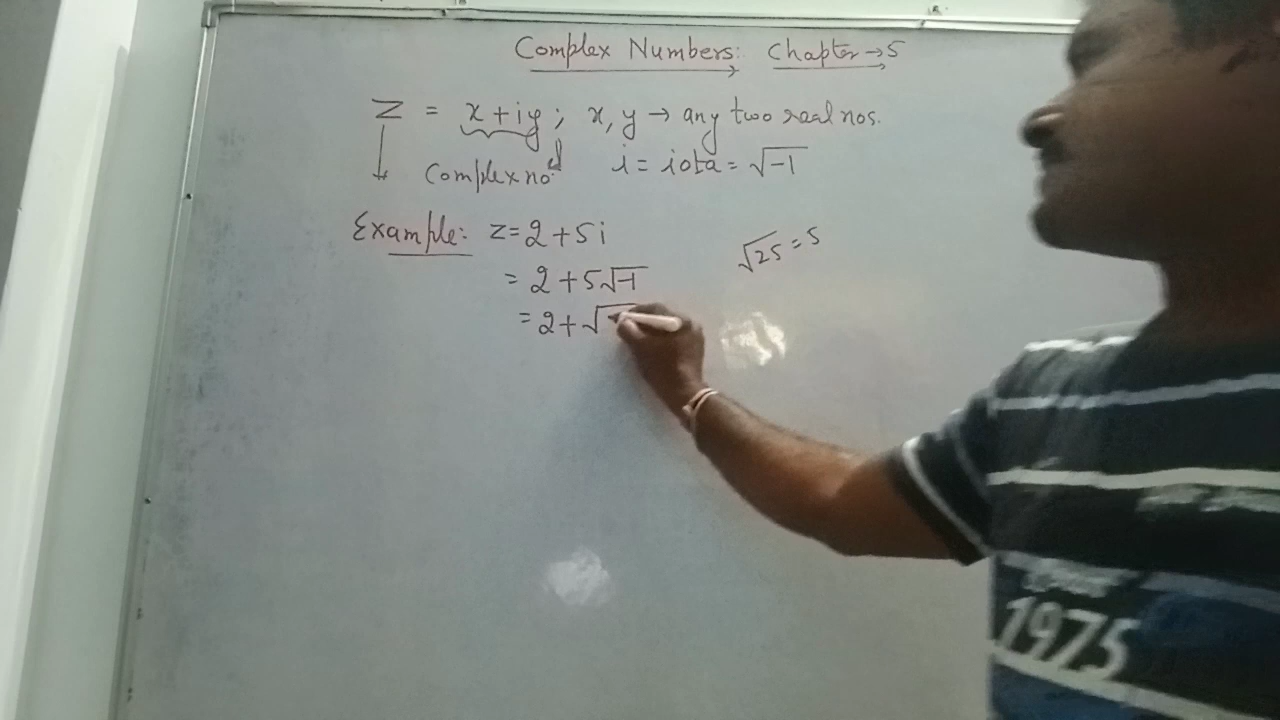 Complex Numbers: Chapter → 5
Z = x + iy ; x, y → any two real nos.
Complex no. i = iota = √-1
Example: Z = 2 + 5i
√25 = 5
= 2 + 5√-1
= 2 + √
1975